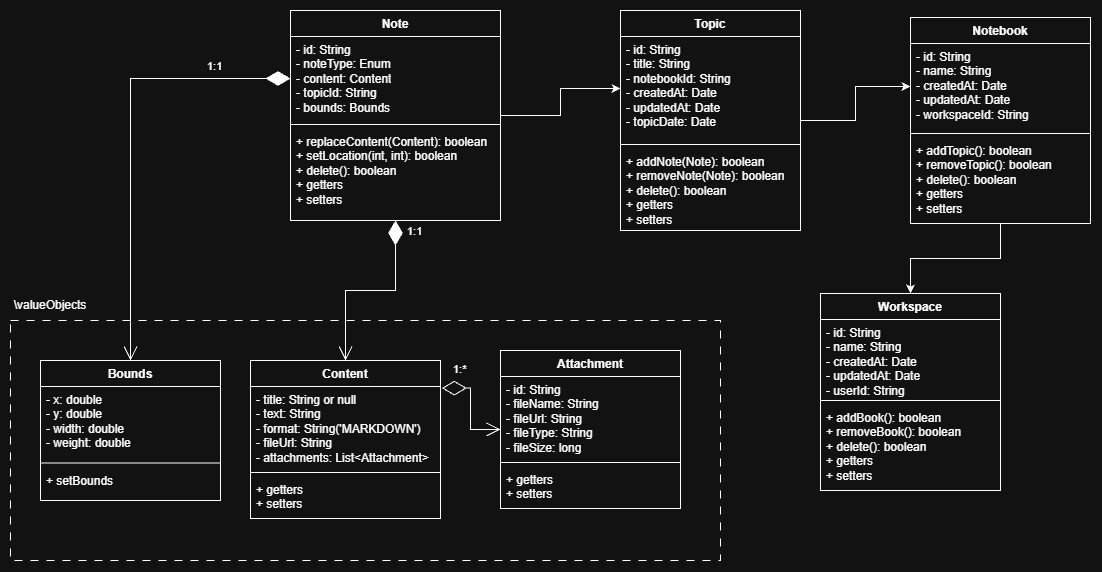 Note
- id: String
- noteType: Enum
- content: Content
- topicId: String
- bounds: Bounds
+ replaceContent(Content): boolean
+ setLocation(int, int): boolean
+ delete(): boolean
+ getters
+ setters
Topic
- id: String
- title: String
- notebookId: String
- createdAt: Date
- updatedAt: Date
- topicDate: Date
+ addNote(Note): boolean
+ removeNote(Note): boolean
+ delete(): boolean
+ getters
+ setters
Notebook
- id: String
- name: String
- createdAt: Date
- updatedAt: Date
- workspaceId: String
+ addTopic(): boolean
+ removeTopic(): boolean
+ delete(): boolean
+ getters
+ setters
1:1
1:1
Workspace
- id: String
- name: String
- createdAt: Date
- updatedAt: Date
- userId: String
+ addBook(): boolean
+ removeBook(): boolean
+ delete(): boolean
+ getters
+ setters
\valueObjects
Bounds
- x: double
- y: double
- width: double
- weight: double
+ setBounds
Content
- title: String or null
- text: String
- format: String('MARKDOWN')
- fileUrl: String
- attachments: List<Attachment>
+ getters
+ setters
1:*
Attachment
- id: String
- fileName: String
- fileUrl: String
- fileType: String
- fileSize: long
+ getters
+ setters